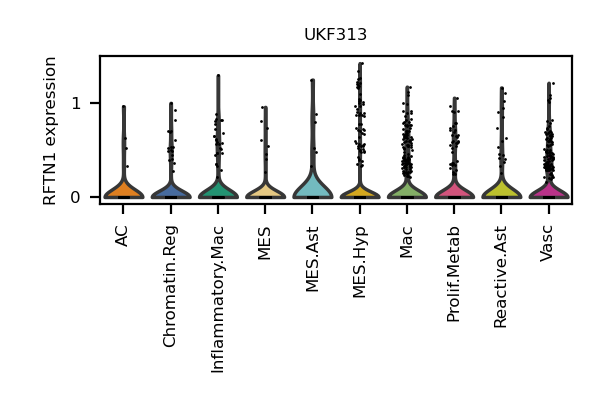 UKF313
RFTN1 expression
1
0
AC
Chromatin.Reg
Inflammatory.Mac
MES
MES.Ast
MES.Hyp
Mac
Prolif.Metab
Reactive.Ast
Vasc